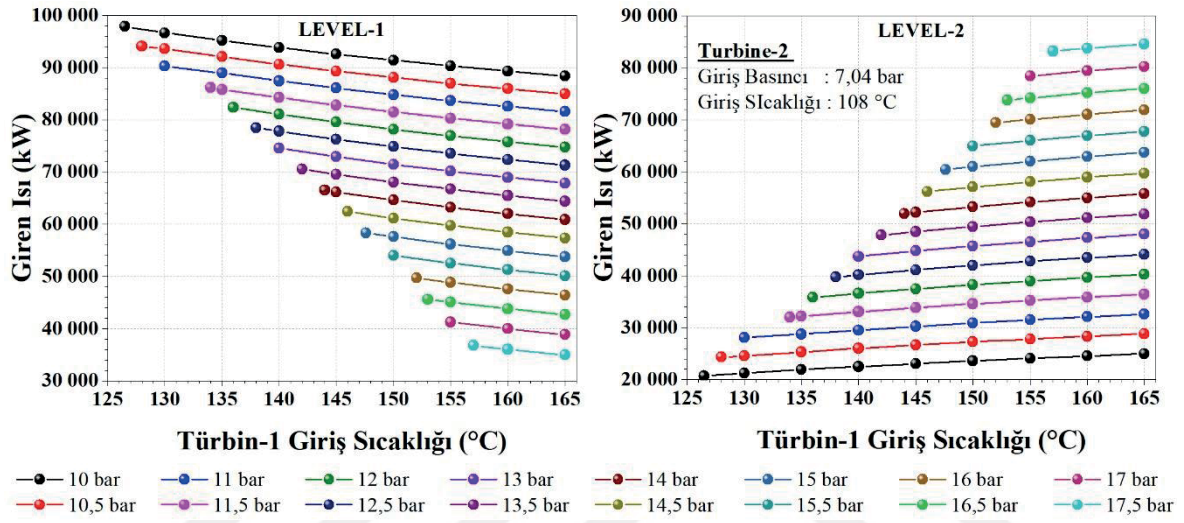 LEVEL-1
100 000
90 000
80 000
70 000
60 000
50 000
40 000
30 000
Giren Isı (kW)
125 130 135 140 145 150 155 160 165
Türbin-1 Giriş Sıcaklığı (°C)
LEVEL-2
Turbine-2
Giriş Basıncı : 7,04 bar
Giriş SIcaklığı : 108 °C
90 000
80 000
70 000
60 000
50 000
40 000
30 000
20 000
Giren Isı (kW)
125 130 135 140 145 150 155 160 165
Türbin-1 Giriş Sıcaklığı (°C)
10 bar 11 bar 12 bar 13 bar 14 bar 15 bar 16 bar 17 bar
10,5 bar 11,5 bar 12,5 bar 13,5 bar 14,5 bar 15,5 bar 16,5 bar 17,5 bar